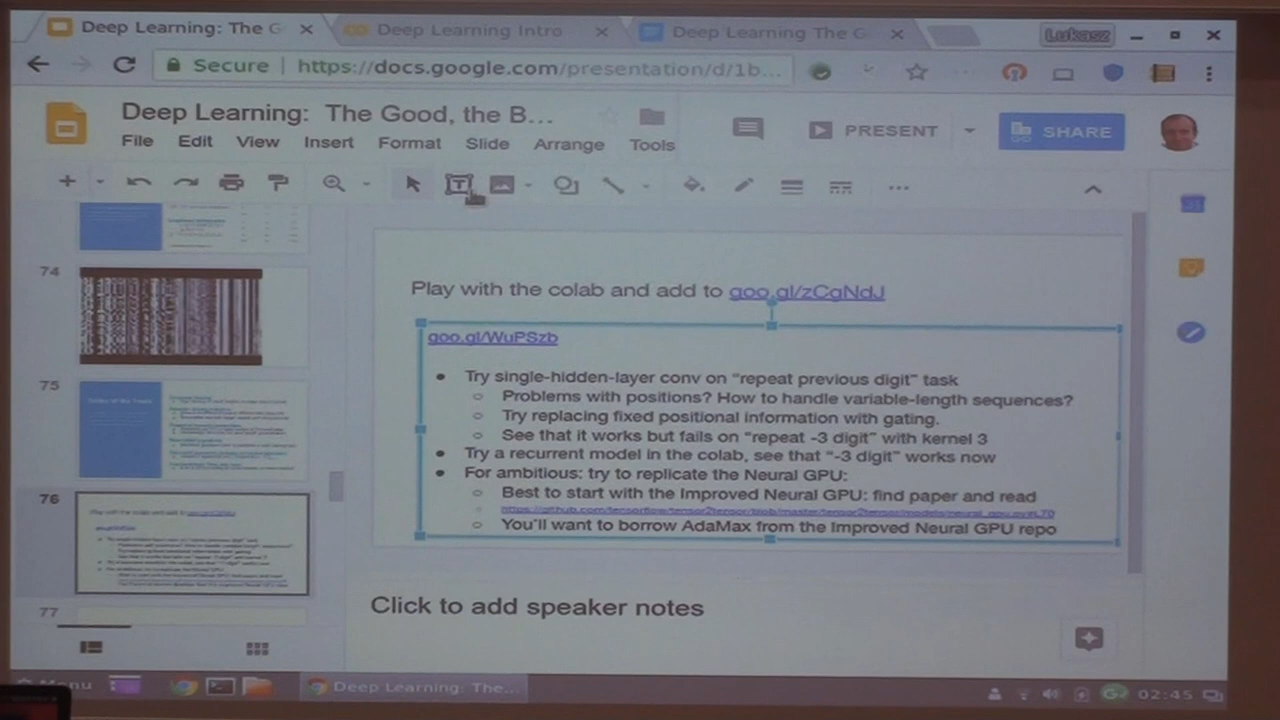 Deep Learning: The G
Deep Learning Intro
Deep Learning The G
Lukasz
Secure
https://docs.google.com/presentation/d/1b...
Deep Learning: The Good, the B...
File Edit View Insert Format Slide Arrange Tools
PRESENT
SHARE
74
75
76
77
Play with the colab and add to goo.gl/zCgNdJ
goo.gl/WuPSzb
Try single-hidden-layer conv on “repeat previous digit” task
Problems with positions? How to handle variable-length sequences?
Try replacing fixed positional information with gating.
See that it works but fails on “repeat -3 digit” with kernel 3
Try a recurrent model in the colab, see that “-3 digit” works now
For ambitious: try to replicate the Neural GPU:
Best to start with the Improved Neural GPU: find paper and read
You'll want to borrow AdaMax from the Improved Neural GPU repo
Click to add speaker notes
Menu
Deep Learning: The...
02:45